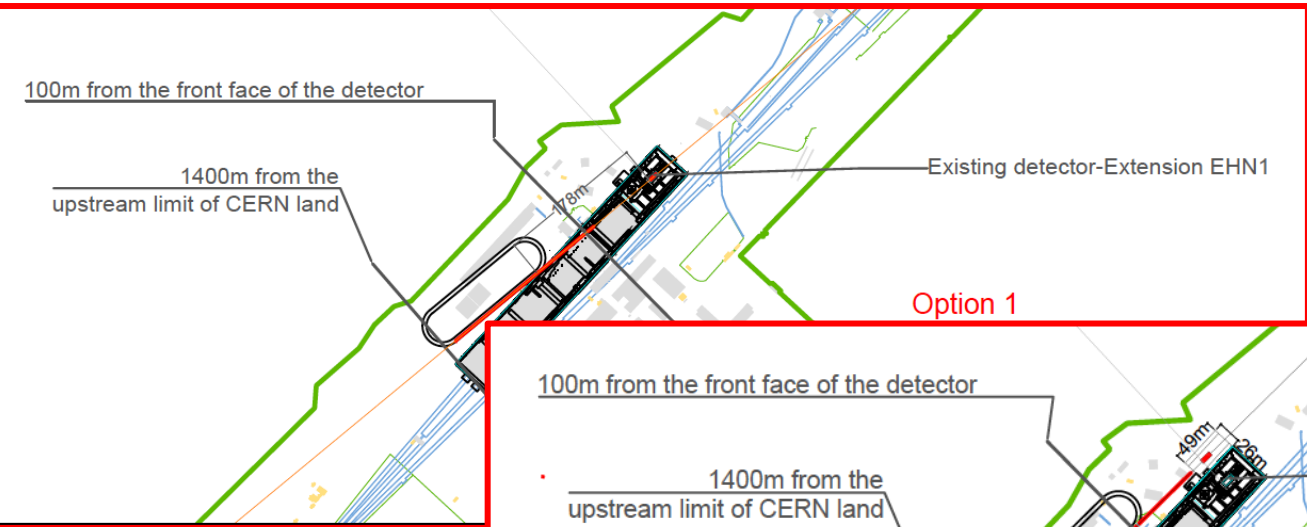 100m from the front face of the detector
1400m from the
upstream limit of CERN land
178m
Existing detector-Extension EHN1
Option 1
100m from the front face of the detector
49m
26m
1400m from the
upstream limit of CERN land